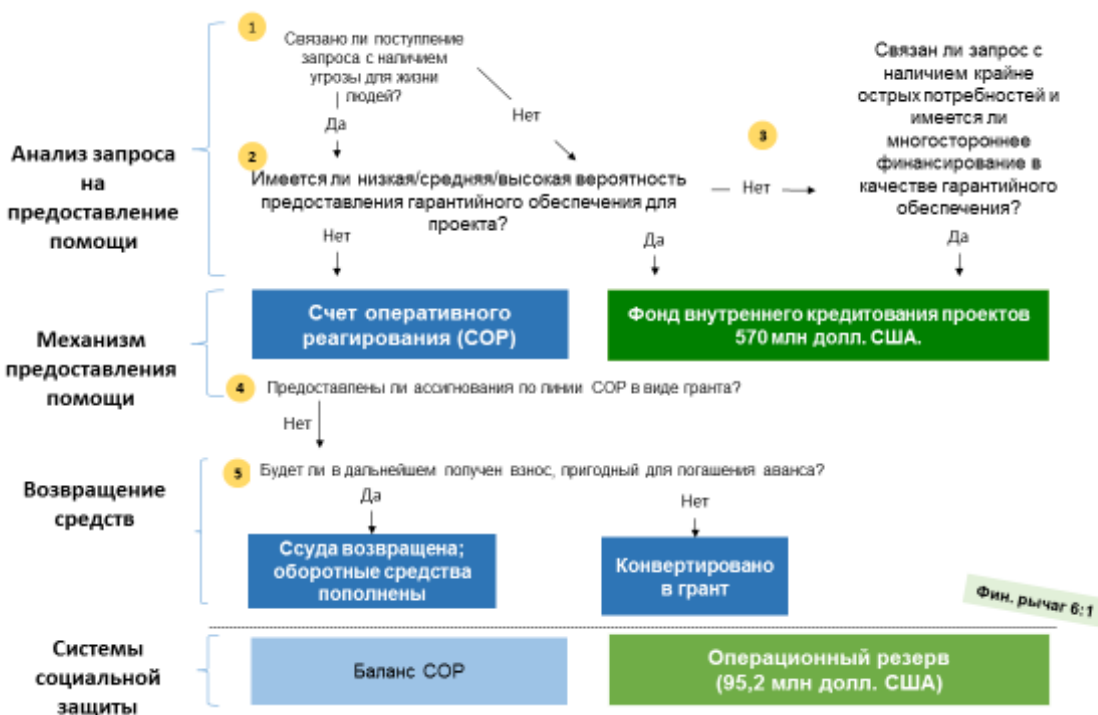 1
Связано ли поступление
запроса с наличием
угрозы для жизни
людей?
Да
Нет
Связан ли запрос с
наличием крайне
острых потребностей и
имеется ли
многостороннее
финансирование в
качестве гарантийного
обеспечения?
Анализ запроса
на
предоставление
помощи
2
Имеется ли низкая/средняя/высокая вероятность
предоставления гарантийного обеспечения для
проекта?
3
Нет
Нет
Да
Да
Механизм
предоставления
помощи
Счет оперативного
реагирования (СОР)
Фонд внутреннего кредитования проектов
570 млн долл. США.
4
Предоставлены ли ассигнования по линии СОР в виде гранта?
Нет
Возвращение
средств
5
Будет ли в дальнейшем получен взнос, пригодный для погашения аванса?
Да
Нет
Ссуда возвращена;
оборотные средства
пополнены
Конвертировано
в грант
Фин. рычаг 6:1
Системы
социальной
защиты
Баланс СОР
Операционный резерв
(95,2 млн долл. США)